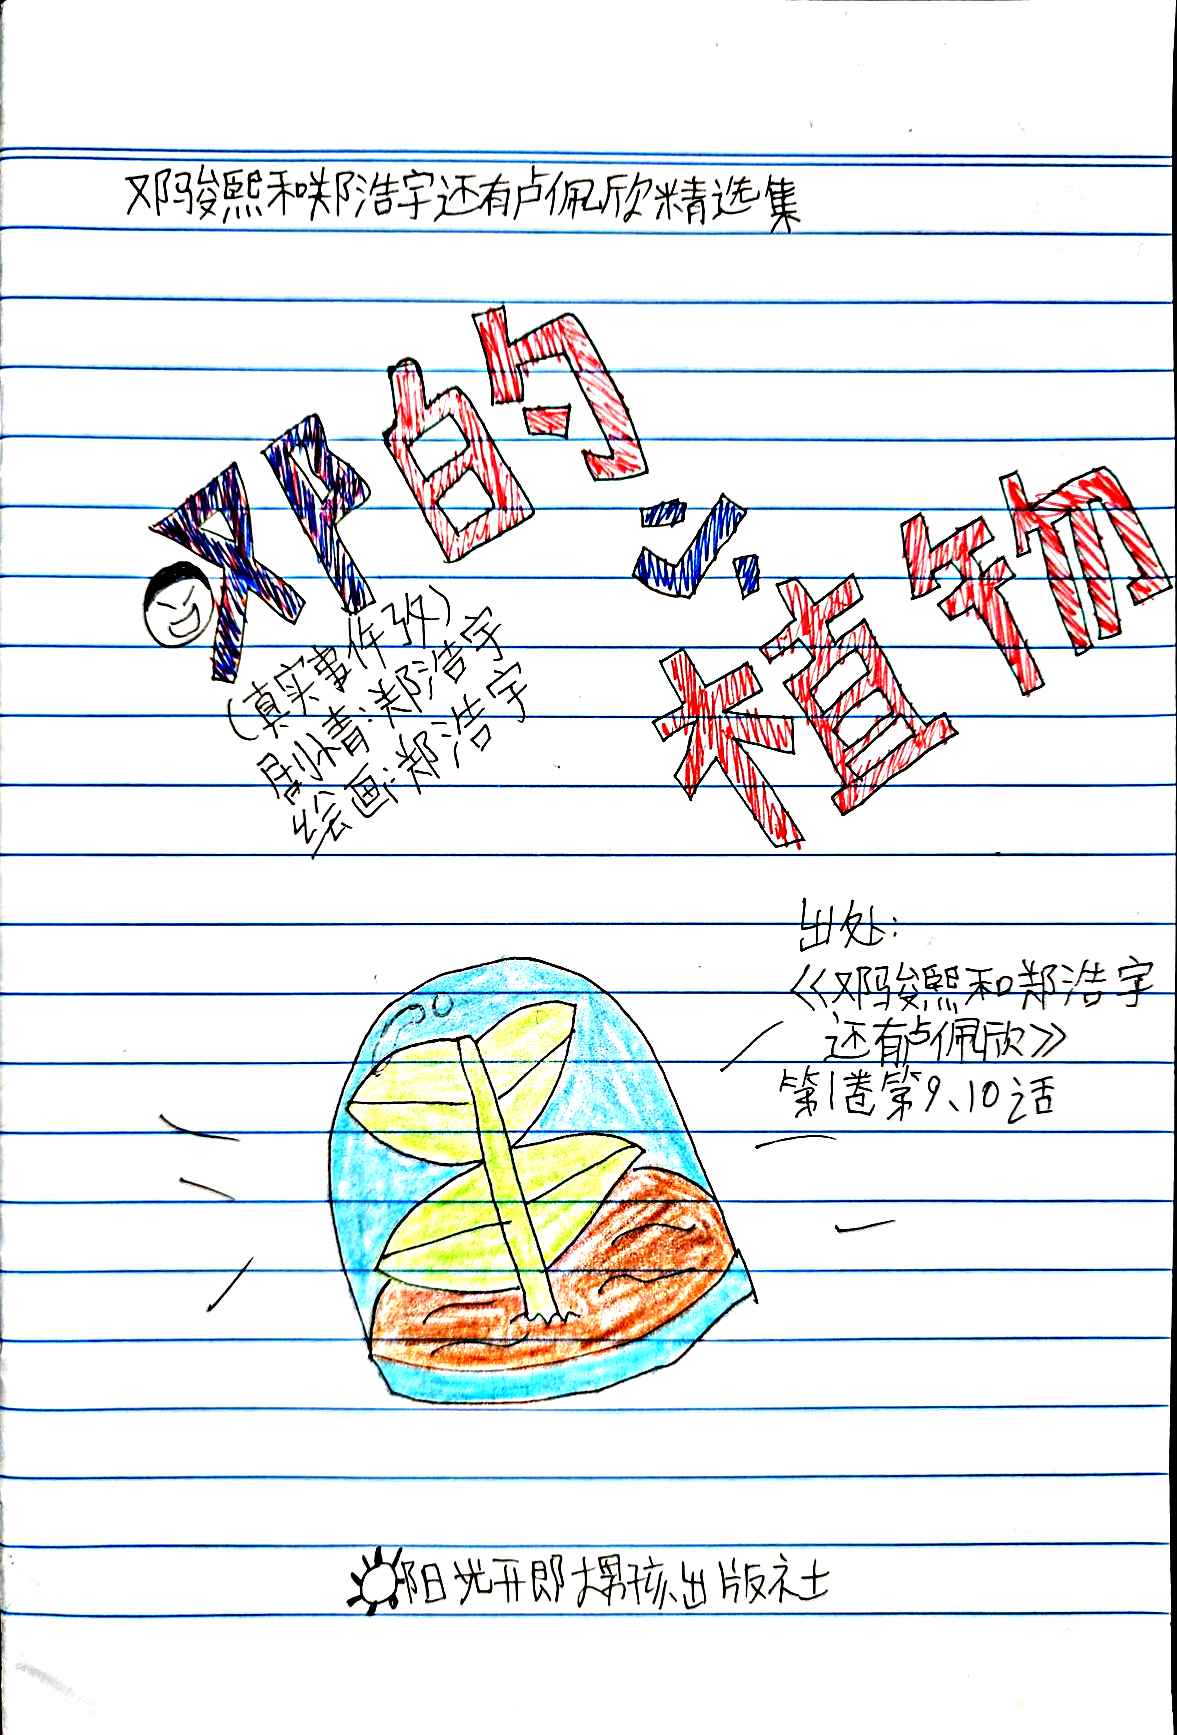 邓骏熙和郑浩宇还有卢佩欣精选集
邓的心
植物
(真实事件改)
剧情:郑浩宇
绘画:郑浩宇
出处:
《邓骏熙和郑浩宇
还有卢佩欣》
第1卷第9、10话
阳光开郎大男孩出版社